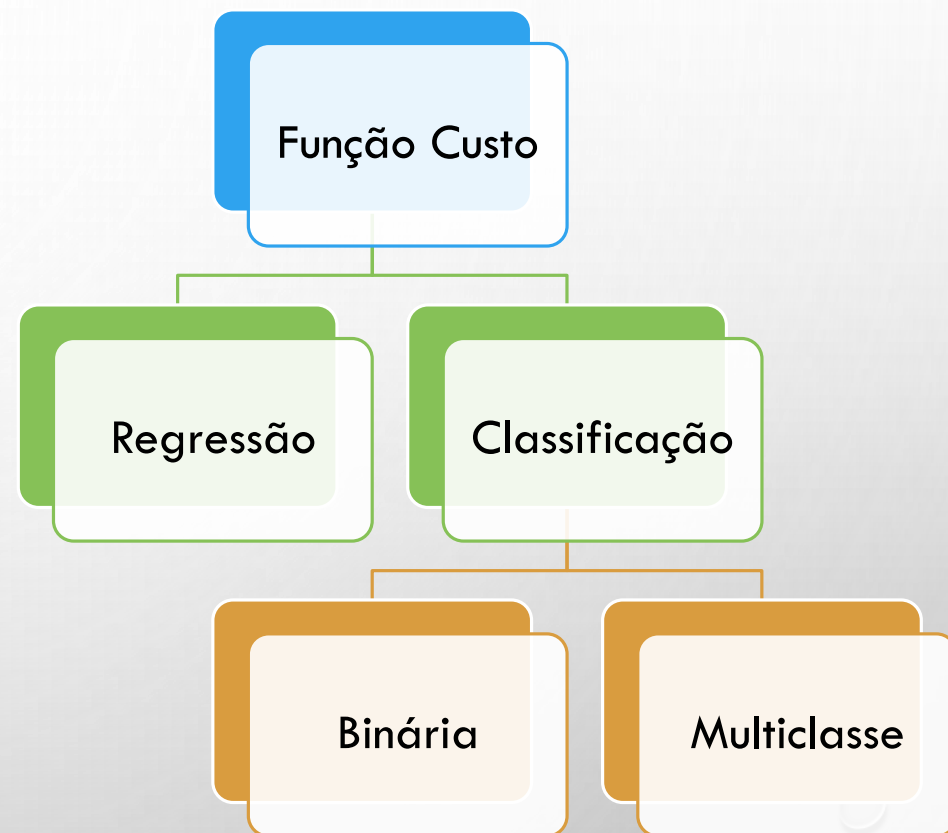 Função Custo
Regressão
Classificação
Binária
Multiclasse